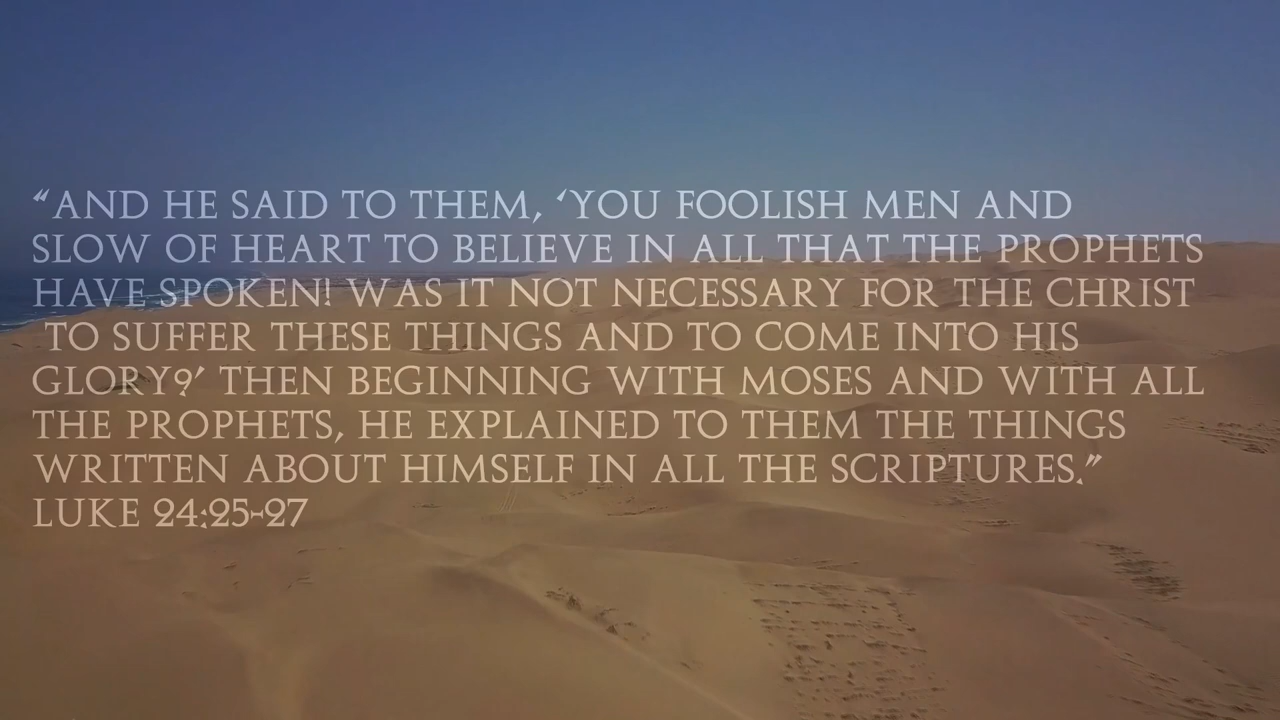 “AND HE SAID TO THEM, ‘YOU FOOLISH MEN AND
SLOW OF HEART TO BELIEVE IN ALL THAT THE PROPHETS
HAVE SPOKEN! WAS IT NOT NECESSARY FOR THE CHRIST
TO SUFFER THESE THINGS AND TO COME INTO HIS
GLORY?’ THEN BEGINNING WITH MOSES AND WITH ALL
THE PROPHETS, HE EXPLAINED TO THEM THE THINGS
WRITTEN ABOUT HIMSELF IN ALL THE SCRIPTURES.”
LUKE 24:25-27